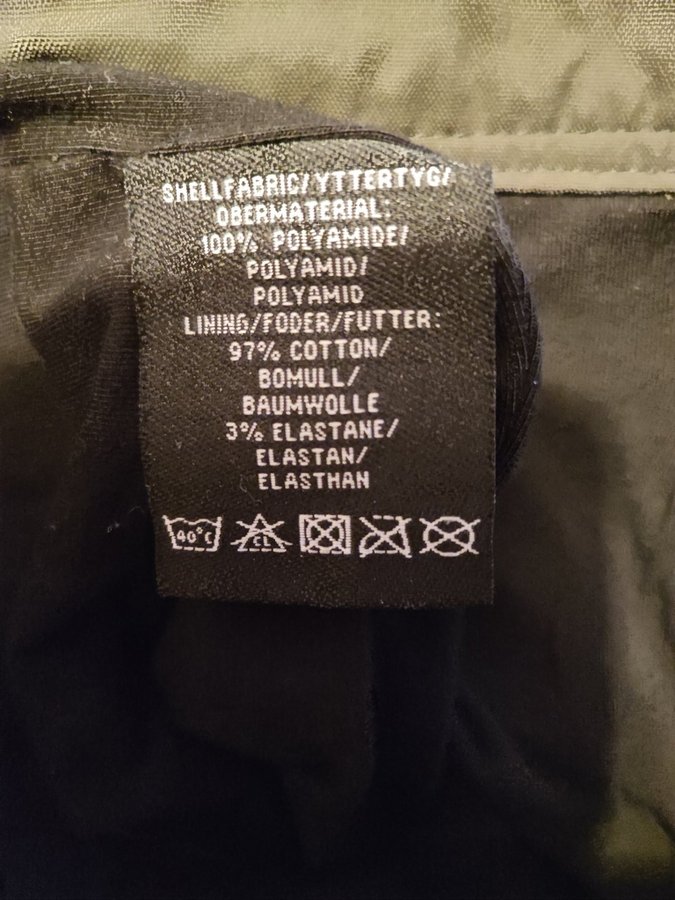 SHELLFABRIC/YTTERTYG/
OBERMATERIAL:
100% POLYAMIDE/
POLYAMID/
POLYAMID
LINING/FODER/FUTTER:
97% COTTON/
BOMULL/
BAUMWOLLE
3% ELASTANE/
ELASTAN/
ELASTHAN
40°C CL